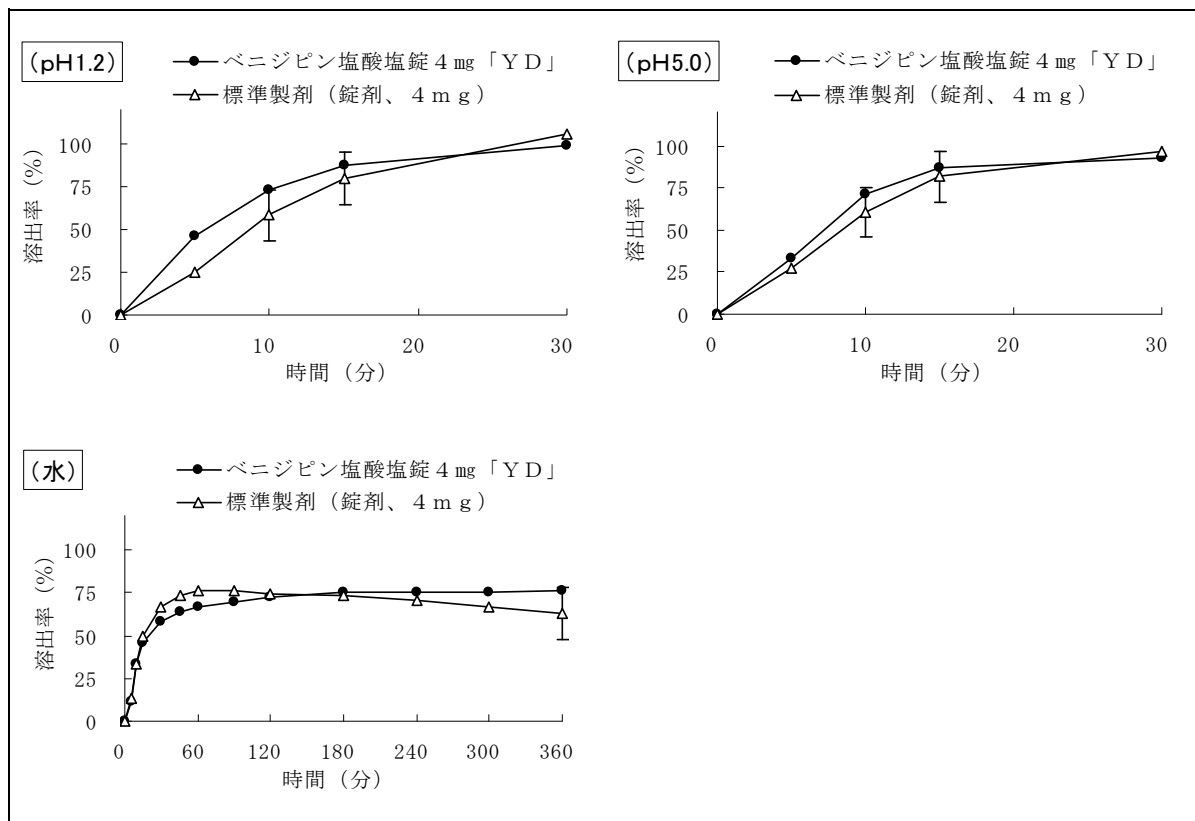 (pH1.2)
ベニジピン塩酸塩錠4㎎「YD」
標準製剤(錠剤、4mg)
溶出率(%)
100
75
50
25
0
0 10 20 30
時間(分)
(pH5.0)
ベニジピン塩酸塩錠4㎎「YD」
標準製剤(錠剤、4mg)
溶出率(%)
100
75
50
25
0
0 10 20 30
時間(分)
(水)
ベニジピン塩酸塩錠4㎎「YD」
標準製剤(錠剤、4mg)
溶出率(%)
100
75
50
25
0
0 60 120 180 240 300 360
時間(分)